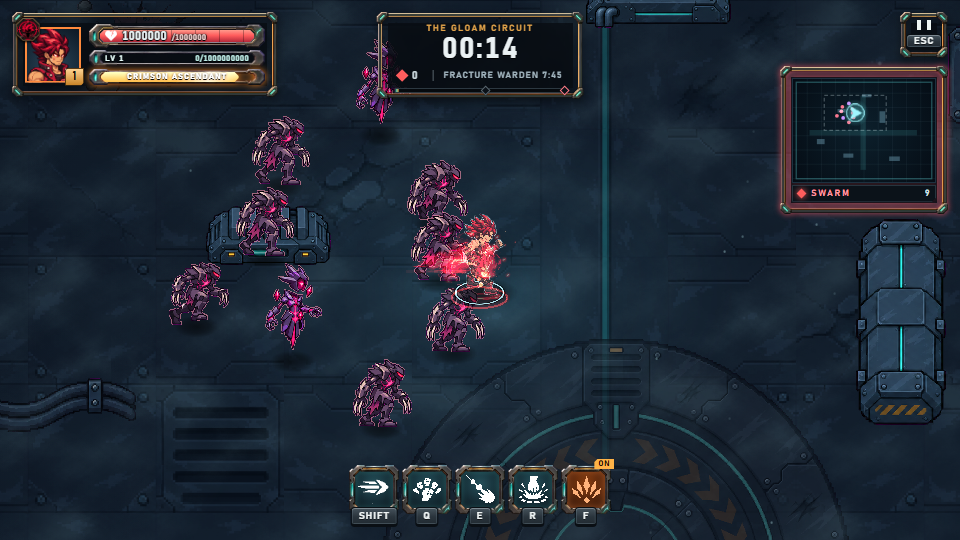 1000000 /1000000
LV 1 0/1000000000
1 CRIMSON ASCENDANT
THE GLOAM CIRCUIT
00:14
0 | FRACTURE WARDEN 7:45
ESC
SWARM 9
ON
SHIFT Q E R F